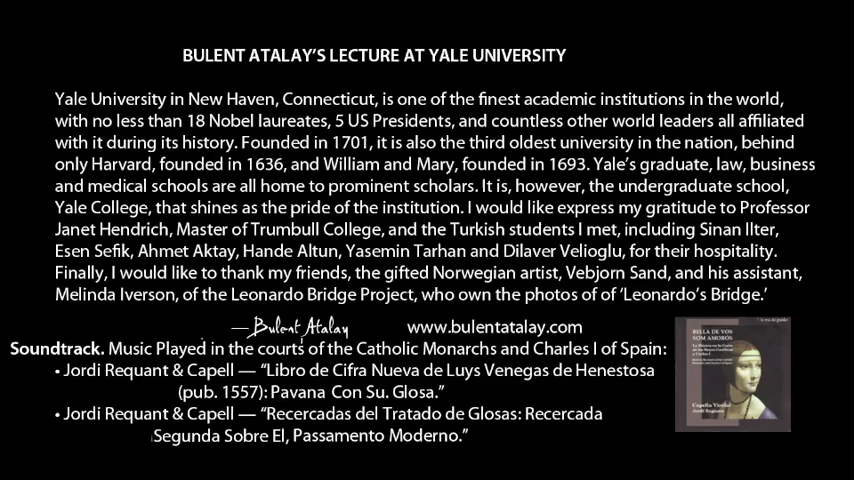 BULENT ATALAY'S LECTURE AT YALE UNIVERSITY
Yale University in New Haven, Connecticut, is one of the finest academic institutions in the world,
with no less than 18 Nobel laureates, 5 US Presidents, and countless other world leaders all affiliated
with it during its history. Founded in 1701, it is also the third oldest university in the nation, behind
only Harvard, founded in 1636, and William and Mary, founded in 1693. Yale's graduate, law, business
and medical schools are all home to prominent scholars. It is, however, the undergraduate school,
Yale College, that shines as the pride of the institution. I would like express my gratitude to Professor
Janet Hendrich, Master of Trumbull College, and the Turkish students I met, including Sinan Ilter,
Esen Sefik, Ahmet Aktay, Hande Altun, Yasemin Tarhan and Dilaver Velioglu, for their hospitality.
Finally, I would like to thank my friends, the gifted Norwegian artist, Vebjorn Sand, and his assistant,
Melinda Iverson, of the Leonardo Bridge Project, who own the photos of of 'Leonardo's Bridge.'
—Bulent Atalay www.bulentatalay.com
Soundtrack. Music Played in the courts of the Catholic Monarchs and Charles I of Spain:
• Jordi Requant & Capell — "Libro de Cifra Nueva de Luys Venegas de Henestosa
(pub. 1557): Pavana Con Su. Glosa."
• Jordi Requant & Capell — "Recercadas del Tratado de Glosas: Recercada
Segunda Sobre El, Passamento Moderno."
BELLA DE VOS
SOM AMORÓS
Capella Virelai